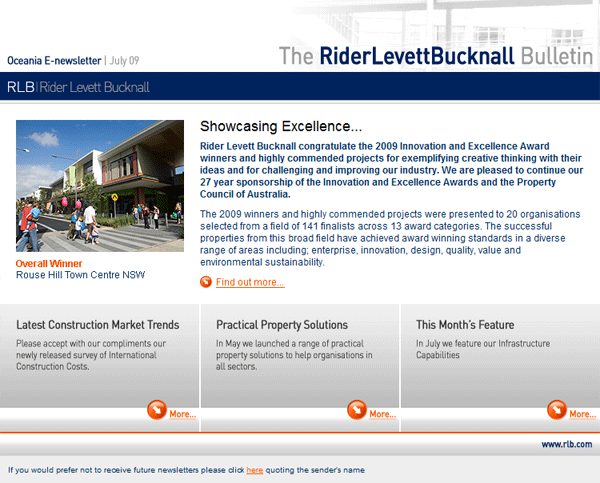 Oceania E-newsletter | July 09
The RiderLevettBucknall Bulletin
RLB | Rider Levett Bucknall
Showcasing Excellence...
Rider Levett Bucknall congratulate the 2009 Innovation and Excellence Award
winners and highly commended projects for exemplifying creative thinking with their
ideas and for challenging and improving our industry. We are pleased to continue our
27 year sponsorship of the Innovation and Excellence Awards and the Property
Council of Australia.
The 2009 winners and highly commended projects were presented to 20 organisations
selected from a field of 141 finalists across 13 award categories. The successful
properties from this broad field have achieved award winning standards in a diverse
range of areas including; enterprise, innovation, design, quality, value and
environmental sustainability.
Find out more...
Overall Winner
Rouse Hill Town Centre NSW
Latest Construction Market Trends
Please accept with our compliments our
newly released survey of International
Construction Costs.
More...
Practical Property Solutions
In May we launched a range of practical
property solutions to help organisations in
all sectors.
More...
This Month's Feature
In July we feature our Infrastructure
Capabilities
More...
www.rlb.com
If you would prefer not to receive future newsletters please click here quoting the sender's name